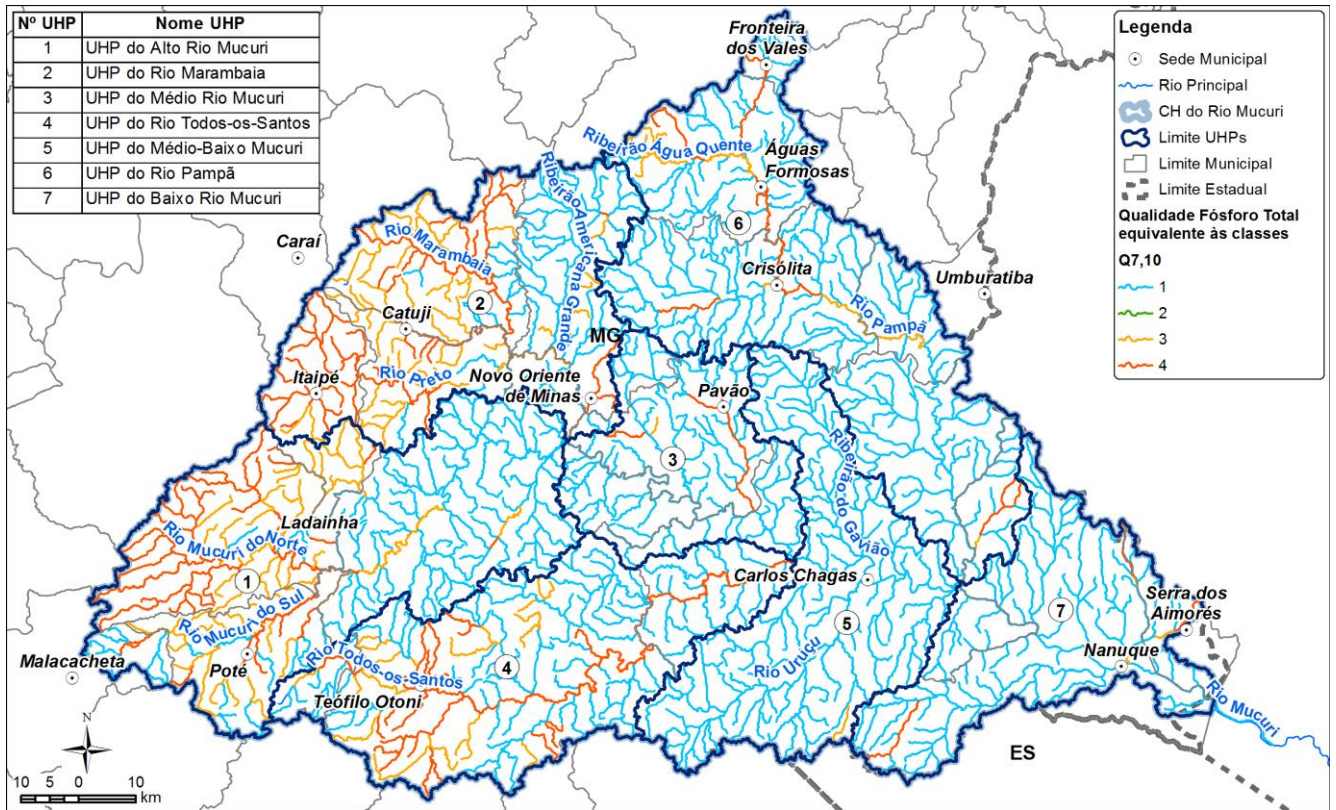 Nº UHP Nome UHP
1 UHP do Alto Rio Mucuri
2 UHP do Rio Marambaia
3 UHP do Médio Rio Mucuri
4 UHP do Rio Todos-os-Santos
5 UHP do Médio-Baixo Mucuri
6 UHP do Rio Pampã
7 UHP do Baixo Rio Mucuri
Legenda
Sede Municipal
Rio Principal
CH do Rio Mucuri
Limite UHPs
Limite Municipal
Limite Estadual
Qualidade Fósforo Total
equivalente às classes
Q7,10
1
2
3
4
Fronteira
dos Vales
Ribeirão Água Quente
Águas
Formosas
6
Ribeirão Americana Grande
Caraí
Rio Marambaia
Crisólita
Umburatiba
2
Catuji
Rio Pampã
MG
Itaipé
Rio Preto
Novo Oriente
de Minas
Pavão
3
Ribeirão do Gavião
Ladainha
Rio Mucuri do Norte
1
Carlos Chagas
Rio Mucuri do Sul
5
7
Serra dos
Aimorés
Malacacheta
Poté
Rio Todos-os-Santos
4
Rio Uruçu
Nanuque
Teófilo Otoni
Rio Mucuri
ES
N
10 5 0 10
km